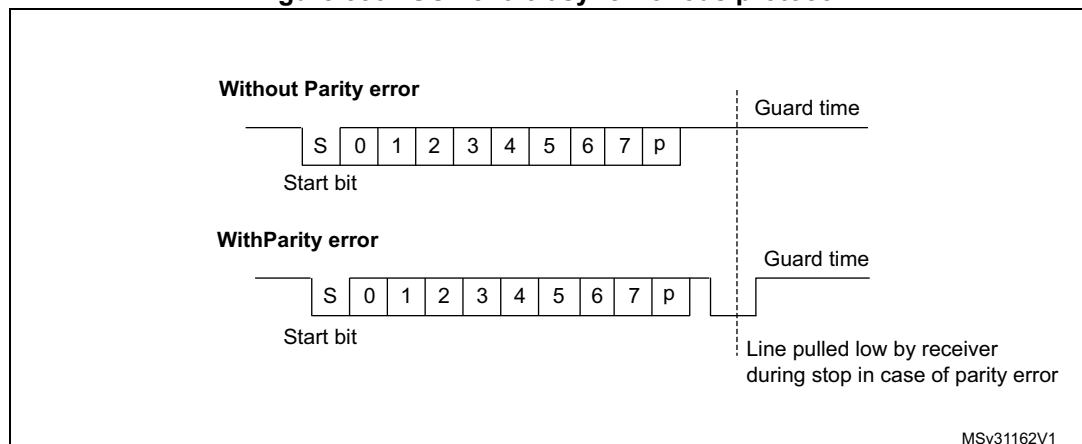 Without Parity error
Guard time
S 0 1 2 3 4 5 6 7 p
Start bit
WithParity error
Guard time
S 0 1 2 3 4 5 6 7 p
Start bit
Line pulled low by receiver
during stop in case of parity error
MSv31162V1